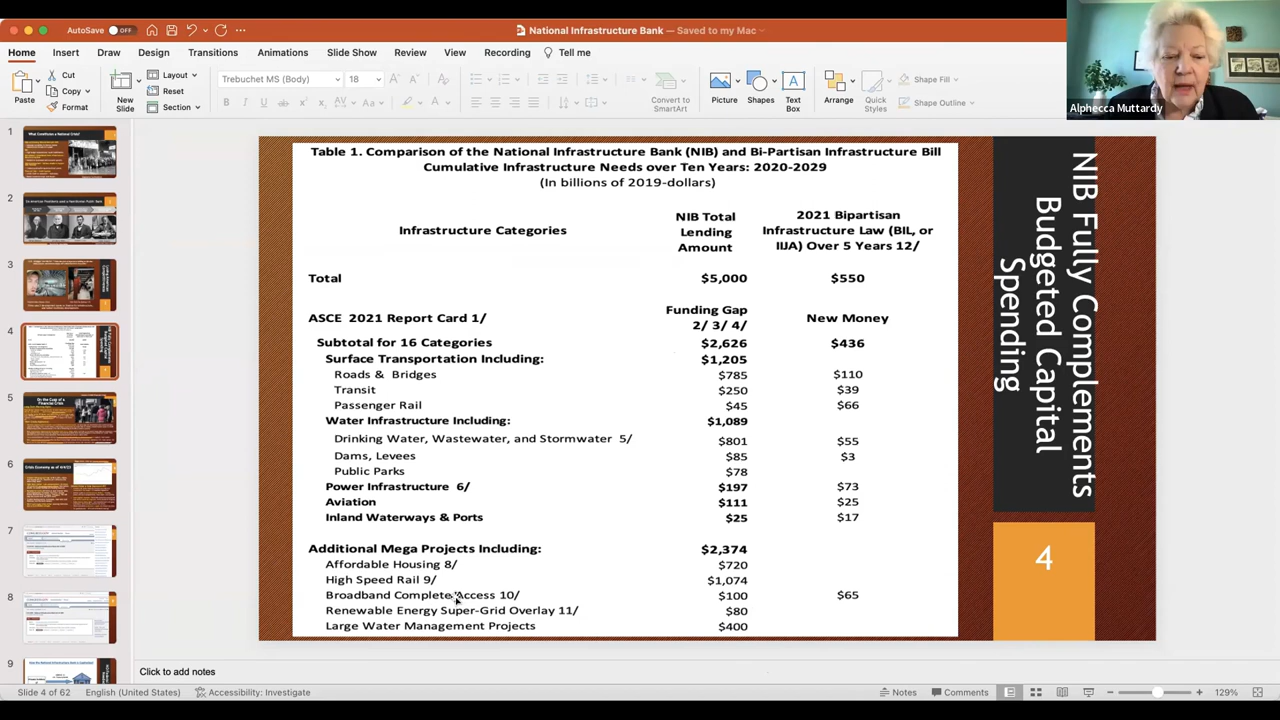 AutoSave OFF
National Infrastructure Bank — Saved to my Mac
Home Insert Draw Design Transitions Animations Slide Show Review View Recording Tell me
Paste
Cut
Copy
Format
New
Slide
Layout
Reset
Section
Trebuchet MS (Body) 18
Convert to
SmartArt
Picture
Shapes
Text
Box
Arrange
Quick
Styles
Shape Fill
Shape Outline
Alphecca Muttardy
1
2
3
4
5
6
7
8
9
Table 1. Comparison of the National Infrastructure Bank (NIB) and Bi-Partisan Infrastructure Bill
Cumulative Infrastructure Needs over Ten Years: 2020-2029
(In billions of 2019-dollars)
Infrastructure Categories
NIB Total
Lending
Amount
2021 Bipartisan
Infrastructure Law (BIL, or
IIJA) Over 5 Years 12/
Total $5,000 $550
ASCE 2021 Report Card 1/
Funding Gap
2/ 3/ 4/
New Money
Subtotal for 16 Categories $2,626 $436
Surface Transportation Including: $1,205
Roads & Bridges $785 $110
Transit $250 $39
Passenger Rail $45 $66
Water Infrastructure Including: $1,089
Drinking Water, Wastewater, and Stormwater 5/ $801 $55
Dams, Levees $85 $3
Public Parks $78
Power Infrastructure 6/ $197 $73
Aviation $111 $25
Inland Waterways & Ports $25 $17
Additional Mega Projects Including: $2,374
Affordable Housing 8/ $720
High Speed Rail 9/ $1,074
Broadband Complete Access 10/ $100 $65
Renewable Energy Super-Grid Overlay 11/ $80
Large Water Management Projects $400
NIB Fully Complements
Budgeted Capital
Spending
4
Click to add notes
Slide 4 of 62 English (United States) Accessibility: Investigate Notes Comments 129%